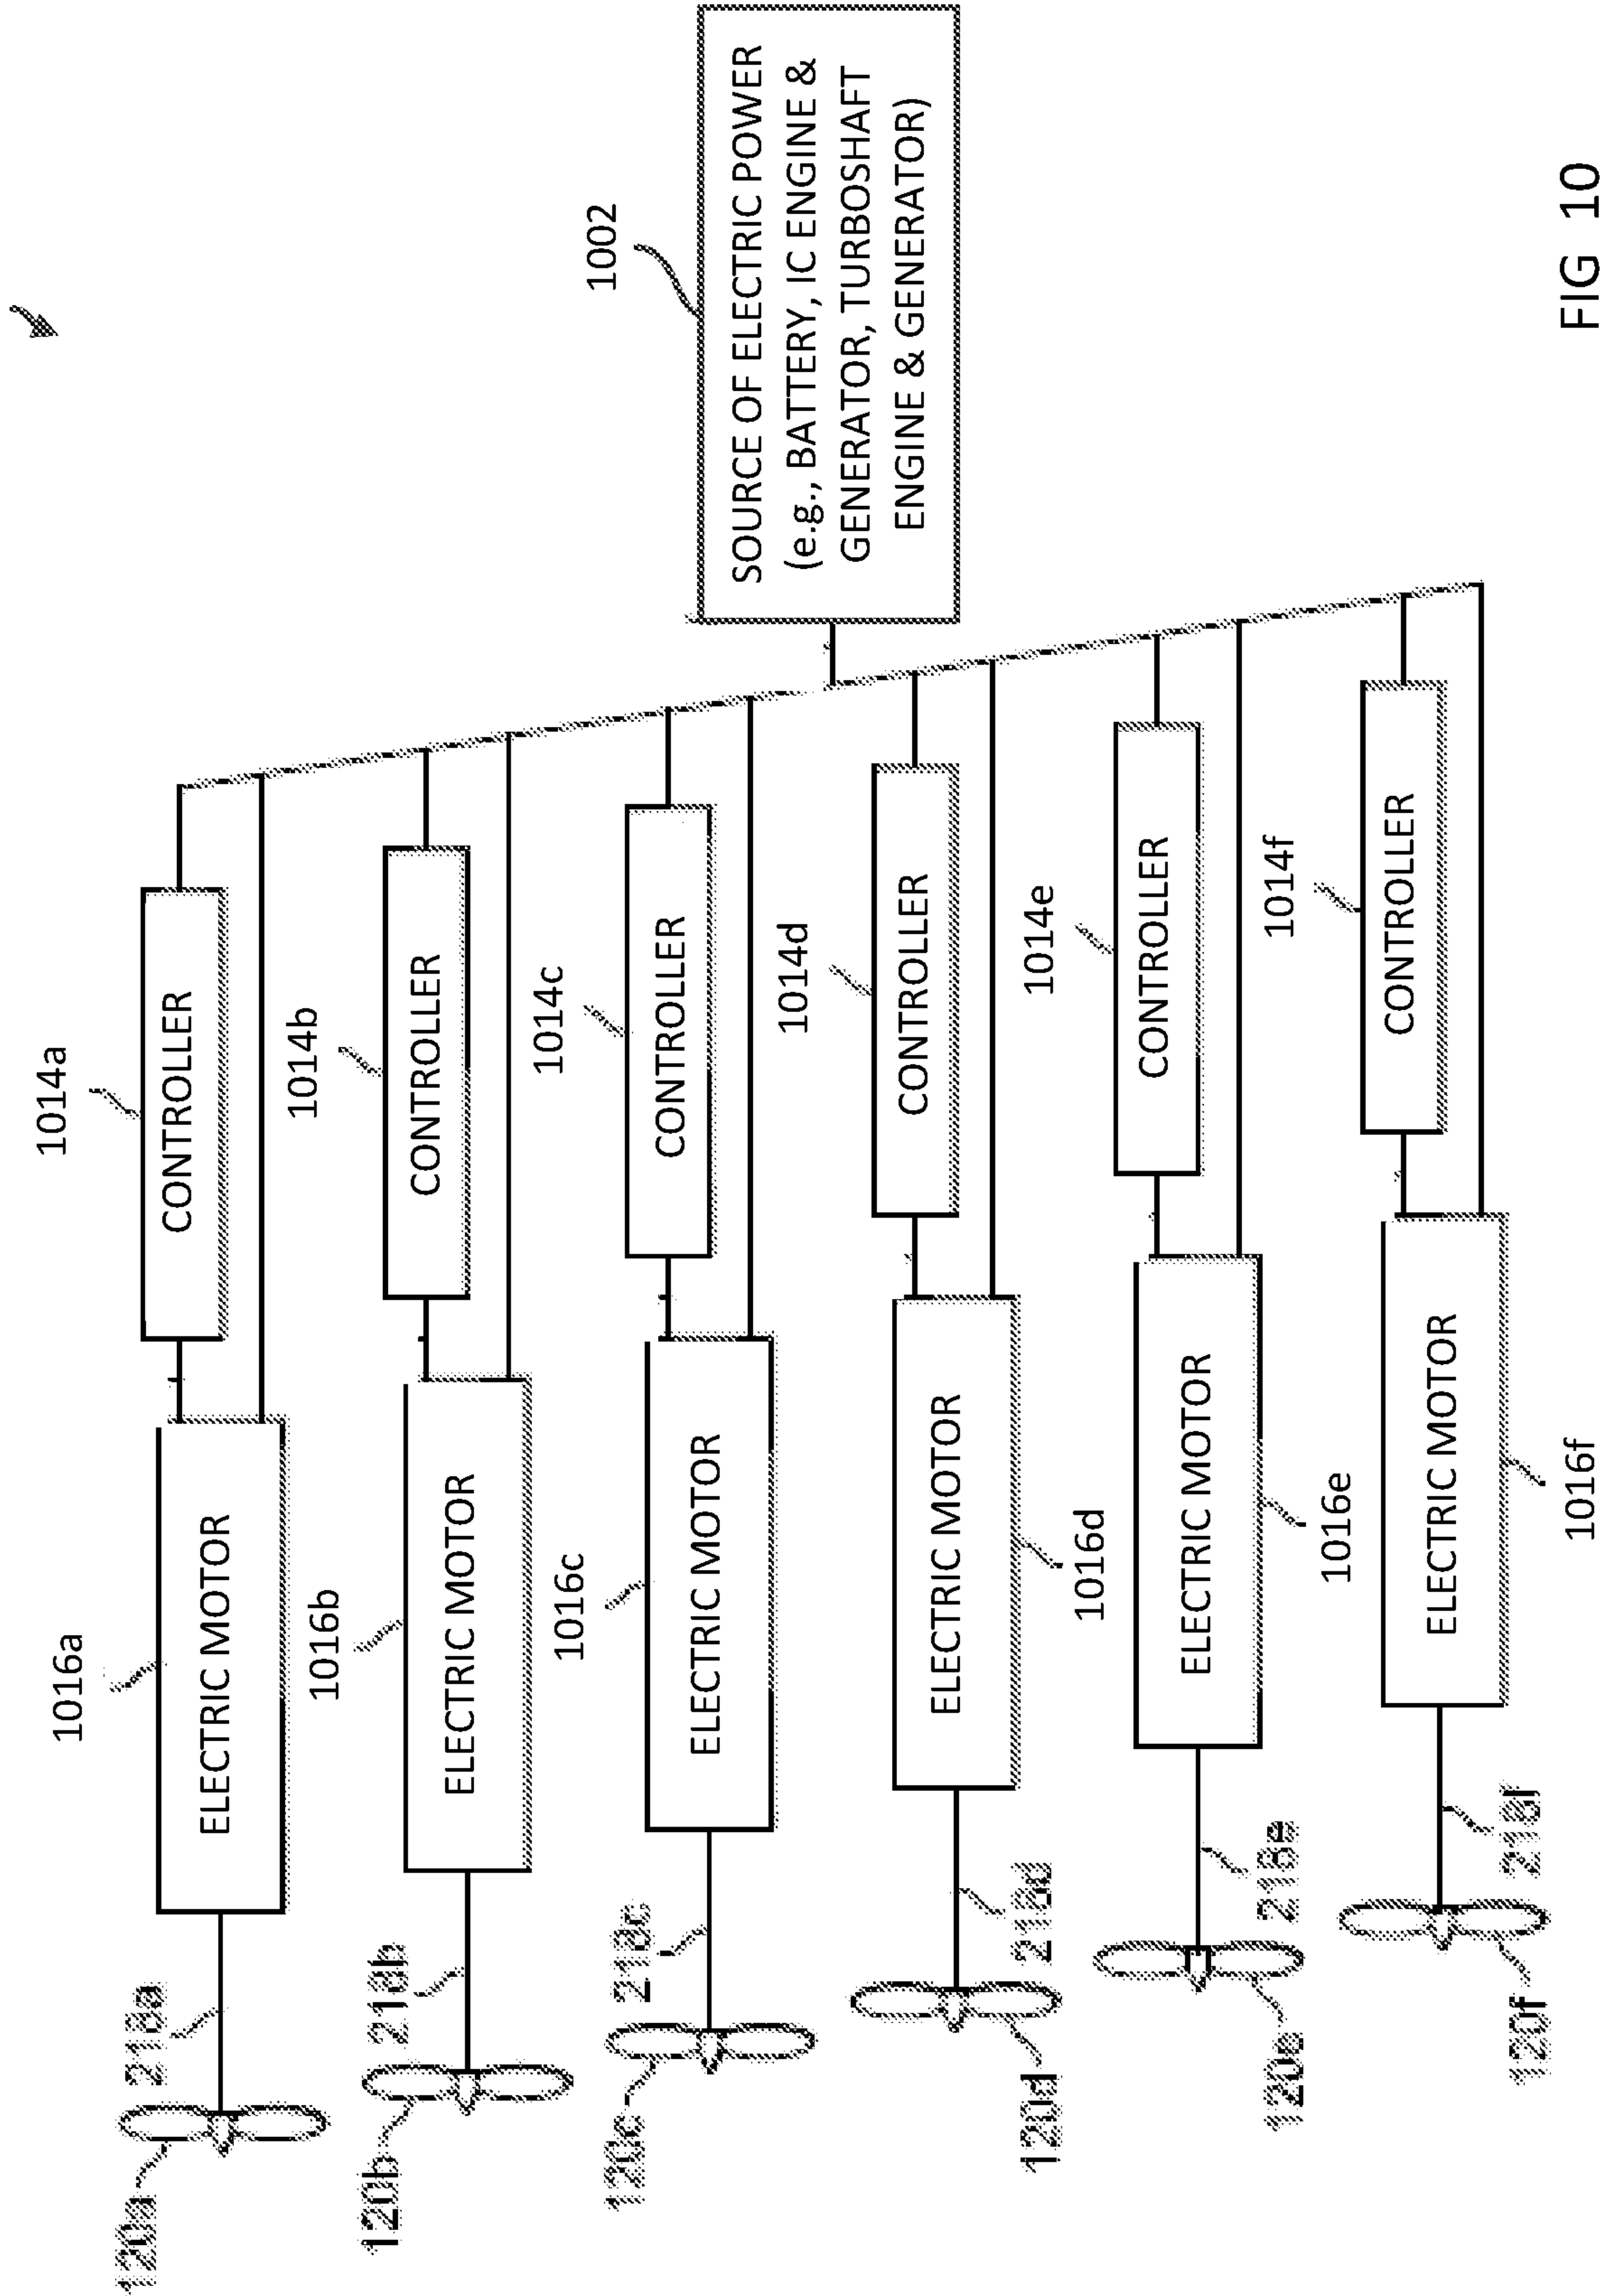 1002
SOURCE OF ELECTRIC POWER
(e.g., BATTERY, IC ENGINE &
GENERATOR, TURBOSHAFT
ENGINE & GENERATOR)
1014a
CONTROLLER
1014b
CONTROLLER
1014c
CONTROLLER
1014d
CONTROLLER
1014e
CONTROLLER
1014f
CONTROLLER
1016a
ELECTRIC MOTOR
1016b
ELECTRIC MOTOR
1016c
ELECTRIC MOTOR
1016d
ELECTRIC MOTOR
1016e
ELECTRIC MOTOR
1016f
ELECTRIC MOTOR
218a
218b
218c
218d
218e
218f
120a
120b
120c
120d
120e
120f
FIG 10